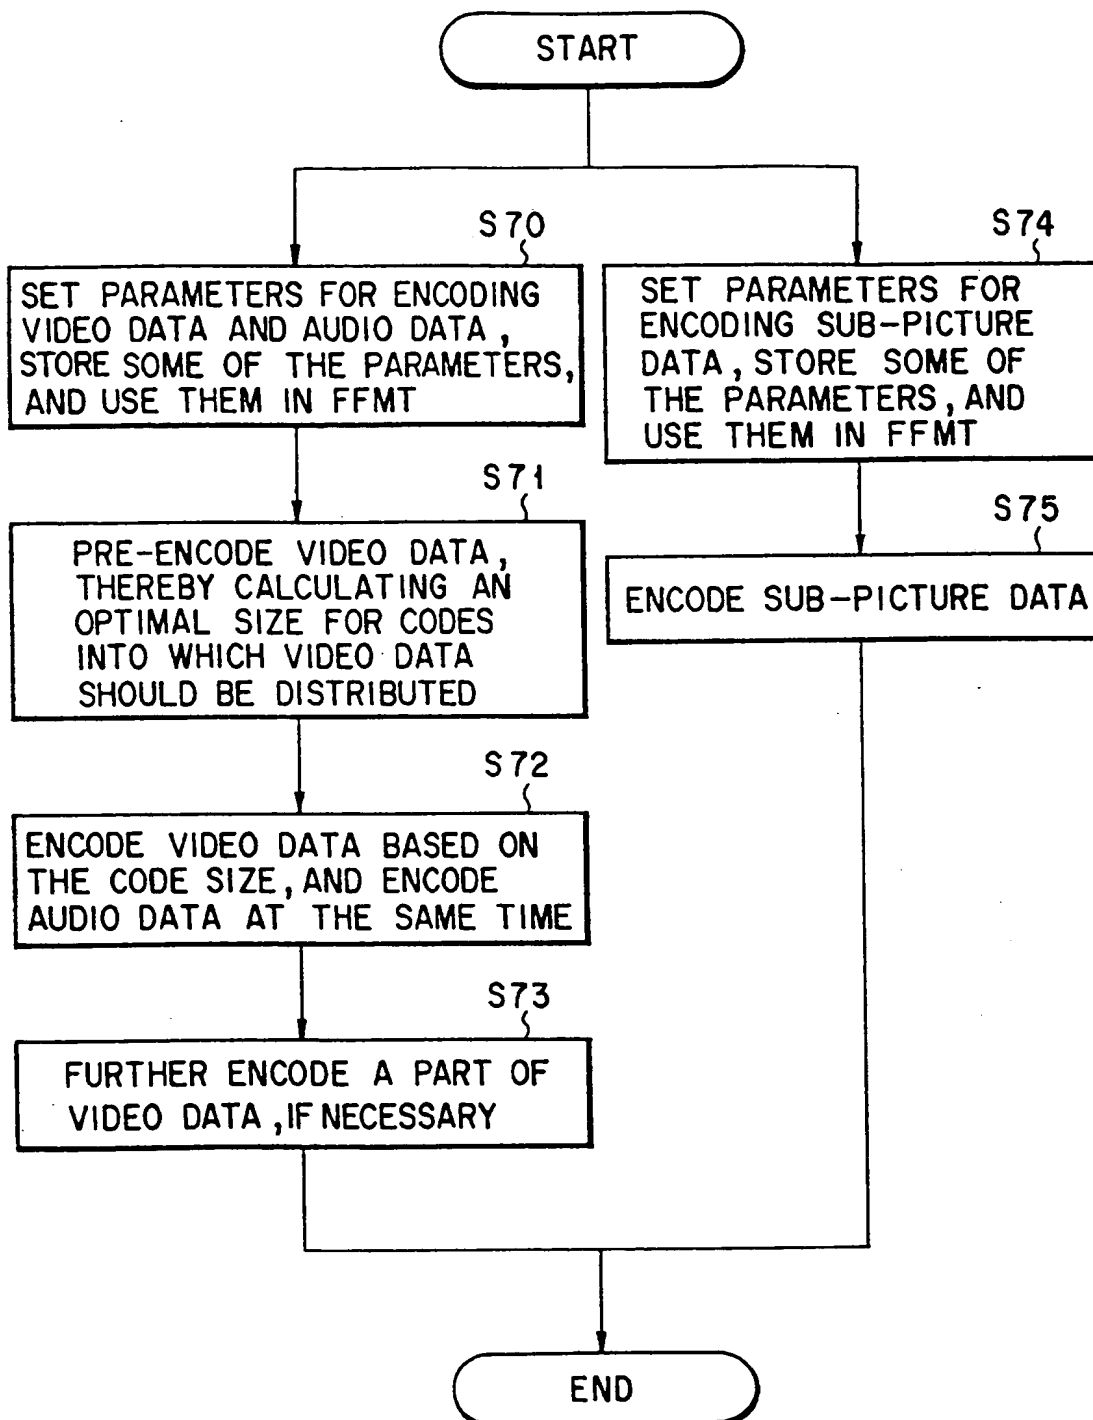 START
S70
SET PARAMETERS FOR ENCODING
VIDEO DATA AND AUDIO DATA,
STORE SOME OF THE PARAMETERS,
AND USE THEM IN FFMT
S71
PRE-ENCODE VIDEO DATA,
THEREBY CALCULATING AN
OPTIMAL SIZE FOR CODES
INTO WHICH VIDEO DATA
SHOULD BE DISTRIBUTED
S72
ENCODE VIDEO DATA BASED ON
THE CODE SIZE, AND ENCODE
AUDIO DATA AT THE SAME TIME
S73
FURTHER ENCODE A PART OF
VIDEO DATA, IF NECESSARY
S74
SET PARAMETERS FOR
ENCODING SUB-PICTURE
DATA, STORE SOME OF
THE PARAMETERS, AND
USE THEM IN FFMT
S75
ENCODE SUB-PICTURE DATA
END